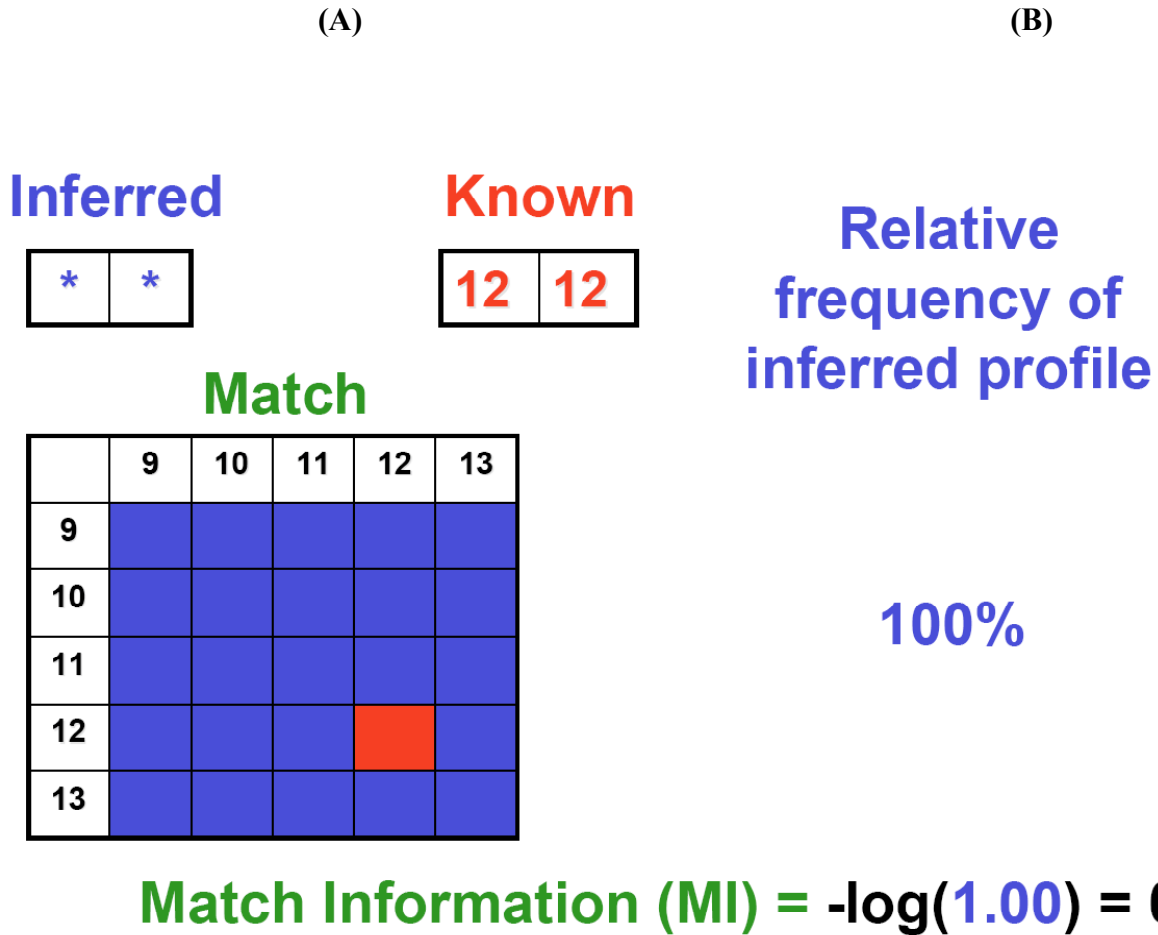 (A) (B)
Inferred Known
* * 12 12
Relative
frequency of
inferred profile
Match
9 10 11 12 13
9
10
11
12
13
100%
Match Information (MI) = -log(1.00) =